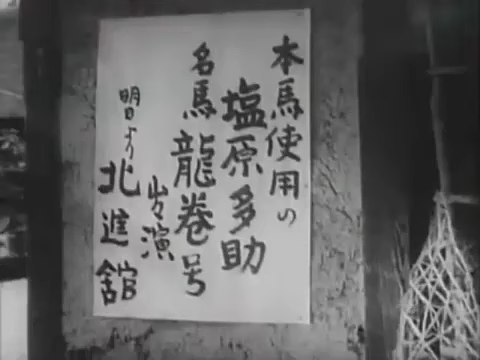 本馬使用の
塩原多助
名馬龍巻号
出演
明日より
北進舘